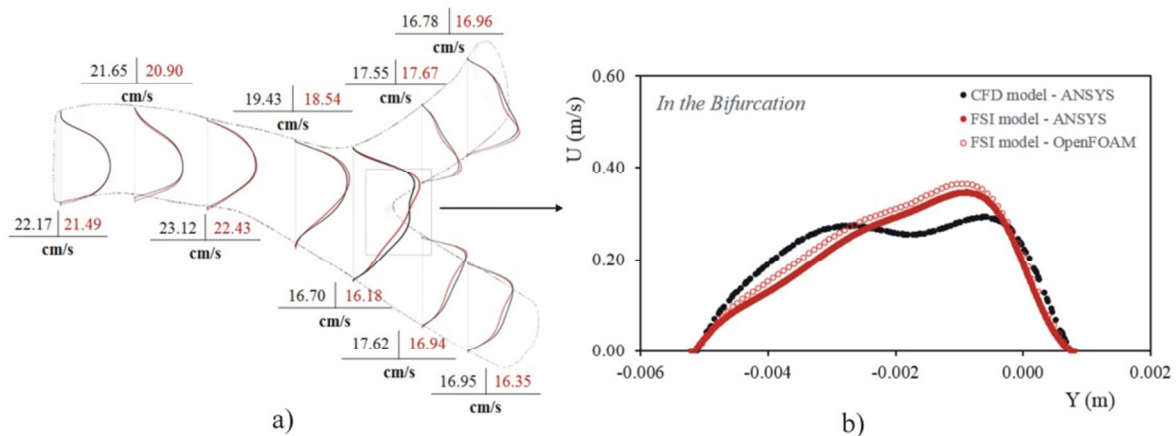 16.78 | 16.96
cm/s
21.65 | 20.90
cm/s
17.55 | 17.67
cm/s
19.43 | 18.54
cm/s
22.17 | 21.49
cm/s
23.12 | 22.43
cm/s
16.70 | 16.18
cm/s
17.62 | 16.94
cm/s
16.95 | 16.35
cm/s
a)
U (m/s)
0.60
0.40
0.20
0.00
In the Bifurcation
CFD model - ANSYS
FSI model - ANSYS
FSI model - OpenFOAM
-0.006 -0.004 -0.002 0.000 0.002
Y (m)
b)